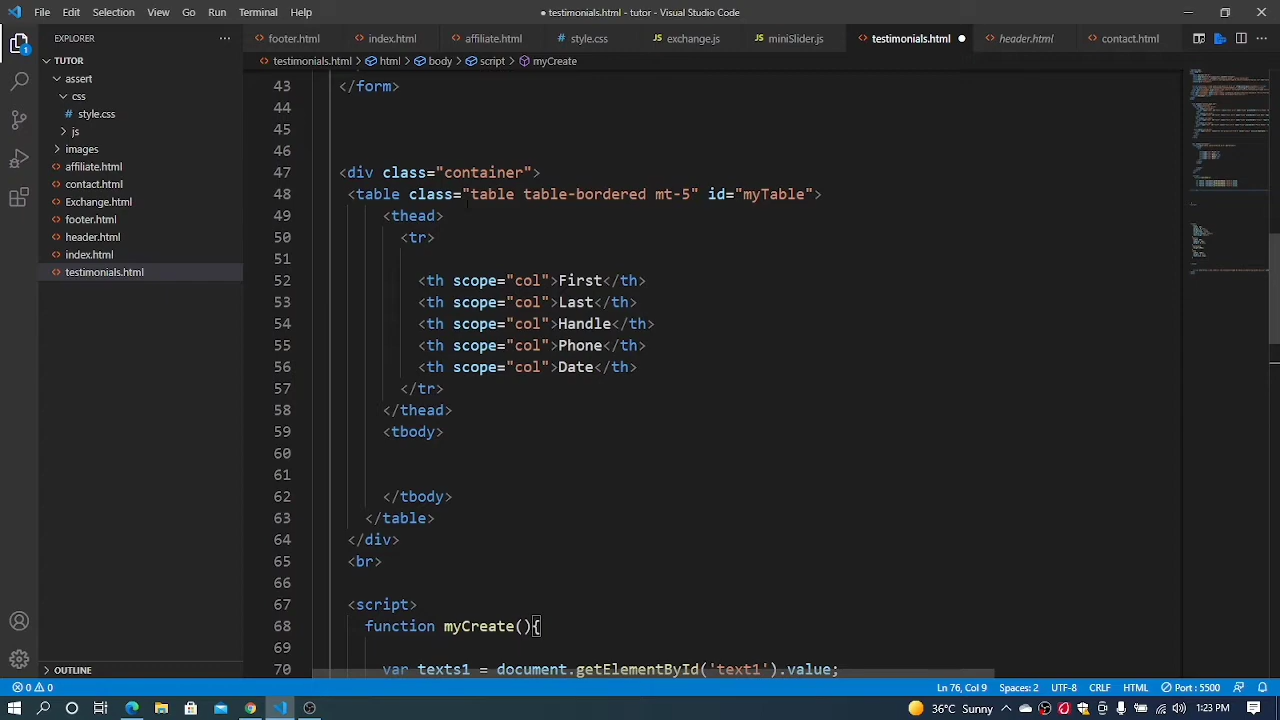 File Edit Selection View Go Run Terminal Help
● testimonials.html - tutor - Visual Studio Code
EXPLORER
footer.html index.html affiliate.html style.css exchange.js miniSlider.js testimonials.html header.html contact.html
TUTOR
testimonials.html > html > body > script > myCreate
assert
css
style.css
js
images
affiliate.html
contact.html
Exchange.html
footer.html
header.html
index.html
testimonials.html
OUTLINE
43 </form>
44
45
46
47 <div class="container">
48 <table class="table table-bordered mt-5" id="myTable">
49 <thead>
50 <tr>
51
52 <th scope="col">First</th>
53 <th scope="col">Last</th>
54 <th scope="col">Handle</th>
55 <th scope="col">Phone</th>
56 <th scope="col">Date</th>
57 </tr>
58 </thead>
59 <tbody>
60
61
62 </tbody>
63 </table>
64 </div>
65 <br>
66
67 <script>
68 function myCreate(){
69
70 var texts1 = document.getElementById('text1').value;
0 0 Ln 76, Col 9 Spaces: 2 UTF-8 CRLF HTML Port : 5500
36°C Sunny 1:23 PM